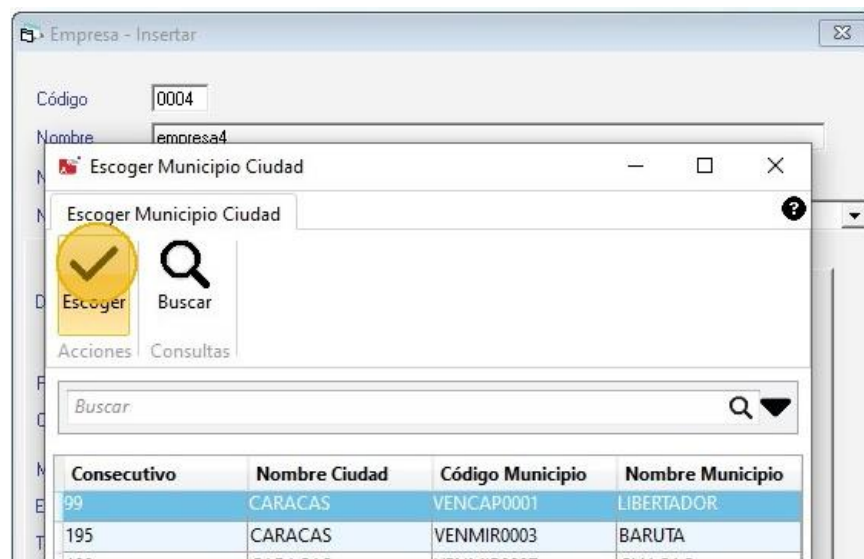 Empresa - Insertar
Código 0004
Nombre empresa4
Escoger Municipio Ciudad
Escoger Municipio Ciudad
Escoger Buscar
Acciones Consultas
Buscar
Consecutivo Nombre Ciudad Código Municipio Nombre Municipio
99 CARACAS VENCAP0001 LIBERTADOR
195 CARACAS VENMIR0003 BARUTA